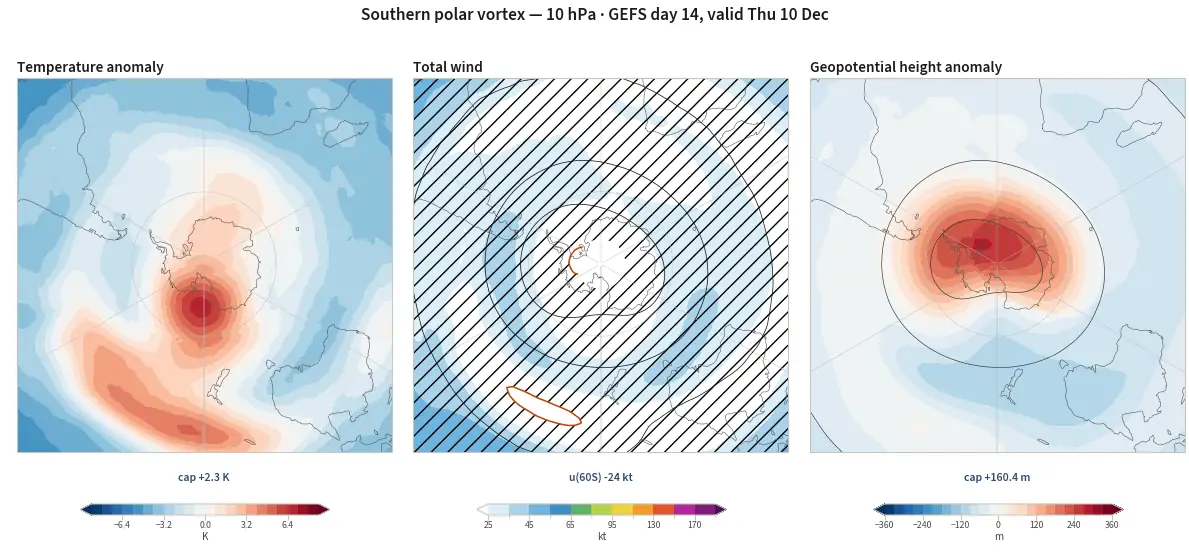 Southern polar vortex — 10 hPa · GEFS day 14, valid Thu 10 Dec
Temperature anomaly
Total wind
Geopotential height anomaly
cap +2.3 K
u(60S) -24 kt
cap +160.4 m
−6.4 −3.2 0.0 3.2 6.4
K
25 45 65 95 130 170
kt
−360 −240 −120 0 120 240 360
m